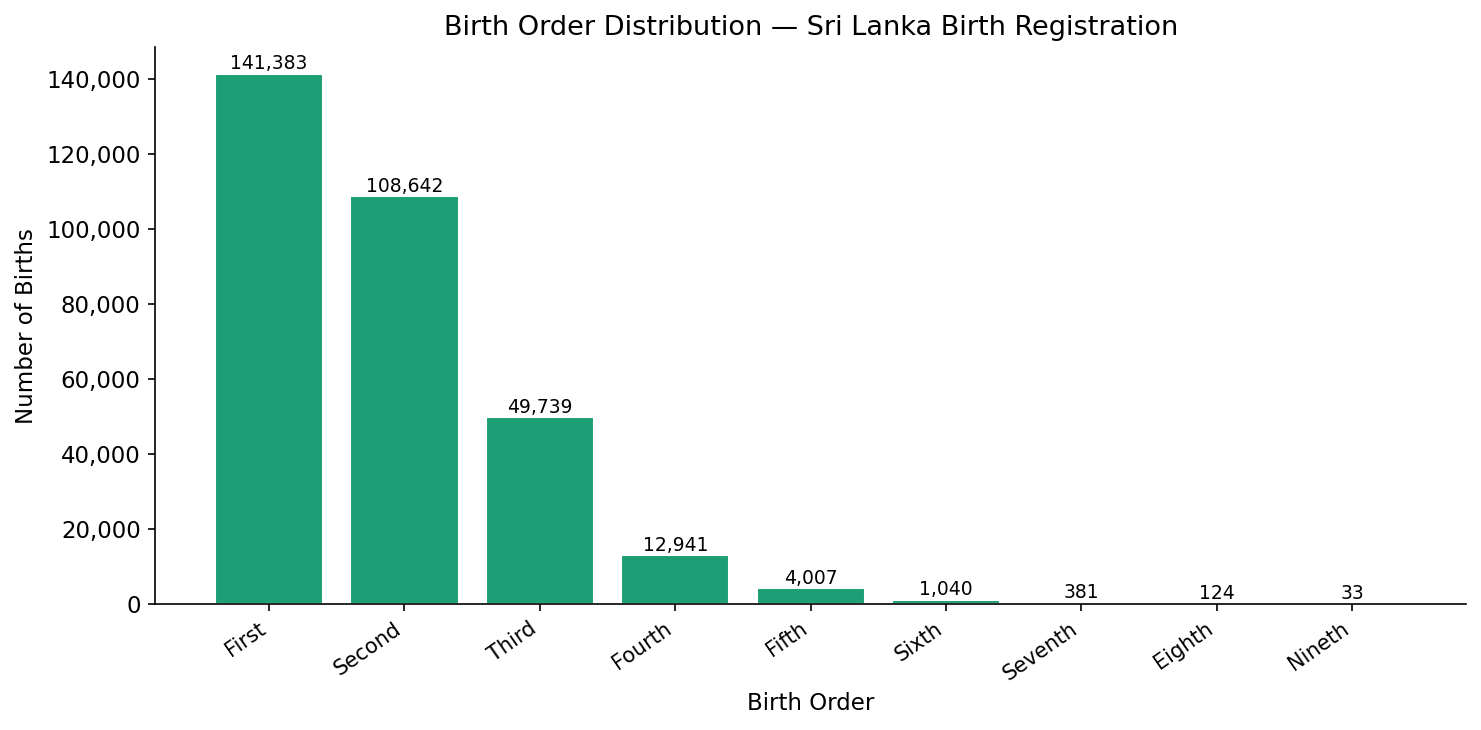 Birth Order Distribution — Sri Lanka Birth Registration
Number of Births
140,000
120,000
100,000
80,000
60,000
40,000
20,000
0
141,383
108,642
49,739
12,941
4,007
1,040
381
124
33
First
Second
Third
Fourth
Fifth
Sixth
Seventh
Eighth
Nineth
Birth Order